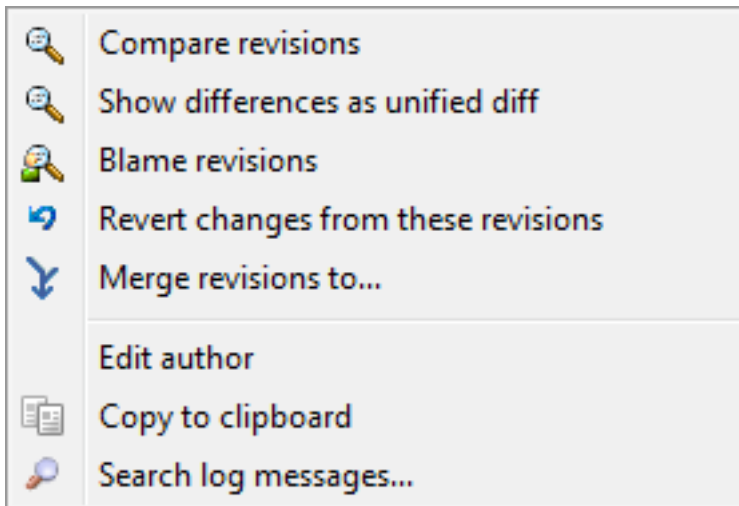 Compare revisions
Show differences as unified diff
Blame revisions
Revert changes from these revisions
Merge revisions to...
Edit author
Copy to clipboard
Search log messages...